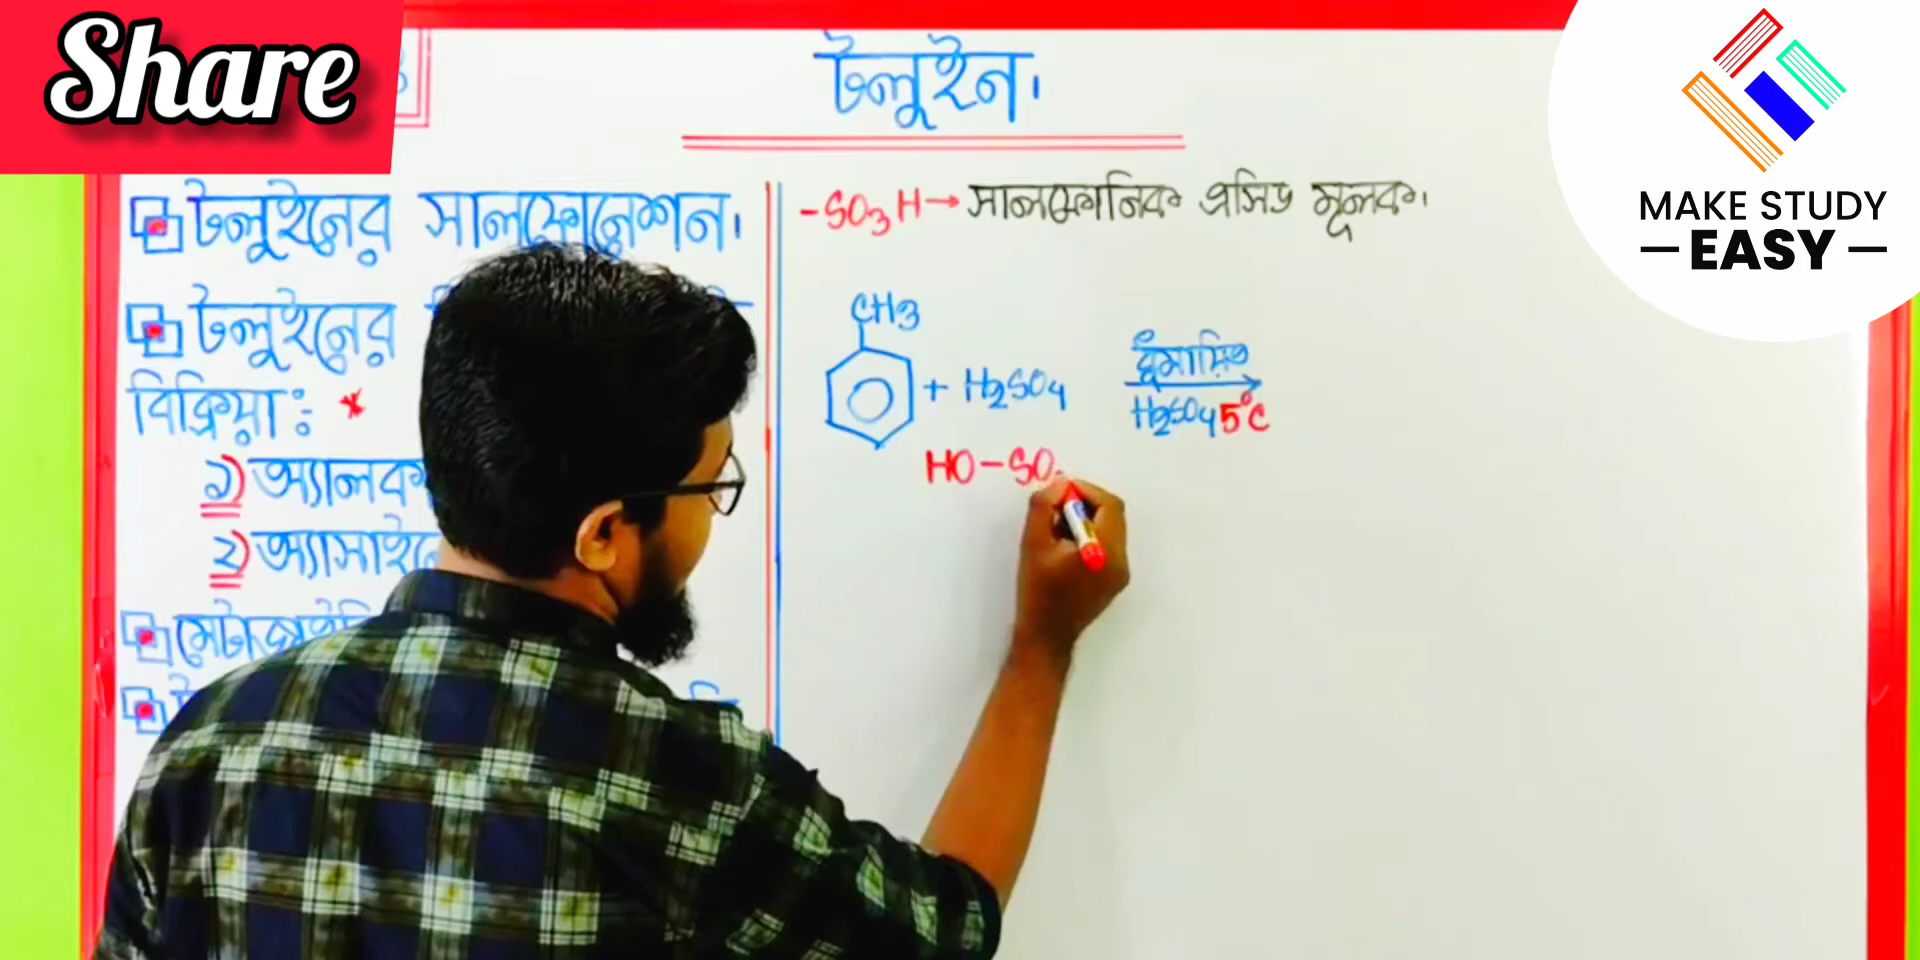 Share
টলুইন।
MAKE STUDY
EASY
টলুইনের সালফোনেশন।
টলুইনের
বিক্রিয়া:
১)
২)
-SO₃H → সালফোনিক এসিড মূলক।
CH₃
+ H₂SO₄
ধূমায়িত
H₂SO₄ 5°C
HO-SO